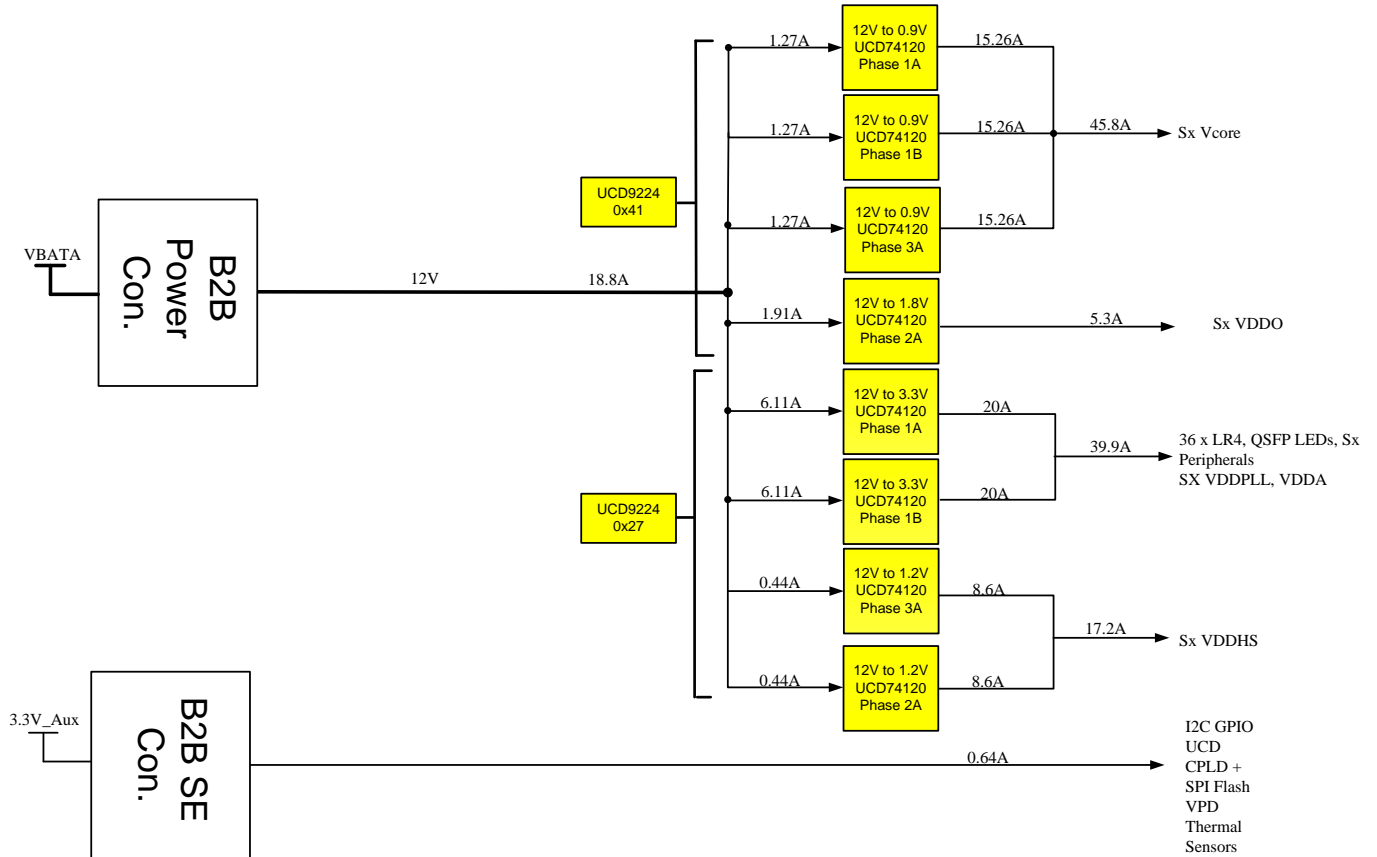 1.27A
12V to 0.9V
UCD74120
Phase 1A
15.26A
1.27A
12V to 0.9V
UCD74120
Phase 1B
15.26A
45.8A
Sx Vcore
UCD9224
0x41
1.27A
12V to 0.9V
UCD74120
Phase 3A
15.26A
VBATA
B2B
Power
Con.
12V
18.8A
1.91A
12V to 1.8V
UCD74120
Phase 2A
5.3A
Sx VDDO
6.11A
12V to 3.3V
UCD74120
Phase 1A
20A
39.9A
36 x LR4, QSFP LEDs, Sx
Peripherals
SX VDDPLL, VDDA
UCD9224
0x27
6.11A
12V to 3.3V
UCD74120
Phase 1B
20A
0.44A
12V to 1.2V
UCD74120
Phase 3A
8.6A
17.2A
Sx VDDHS
0.44A
12V to 1.2V
UCD74120
Phase 2A
8.6A
3.3V_Aux
B2B SE
Con.
0.64A
I2C GPIO
UCD
CPLD +
SPI Flash
VPD
Thermal
Sensors